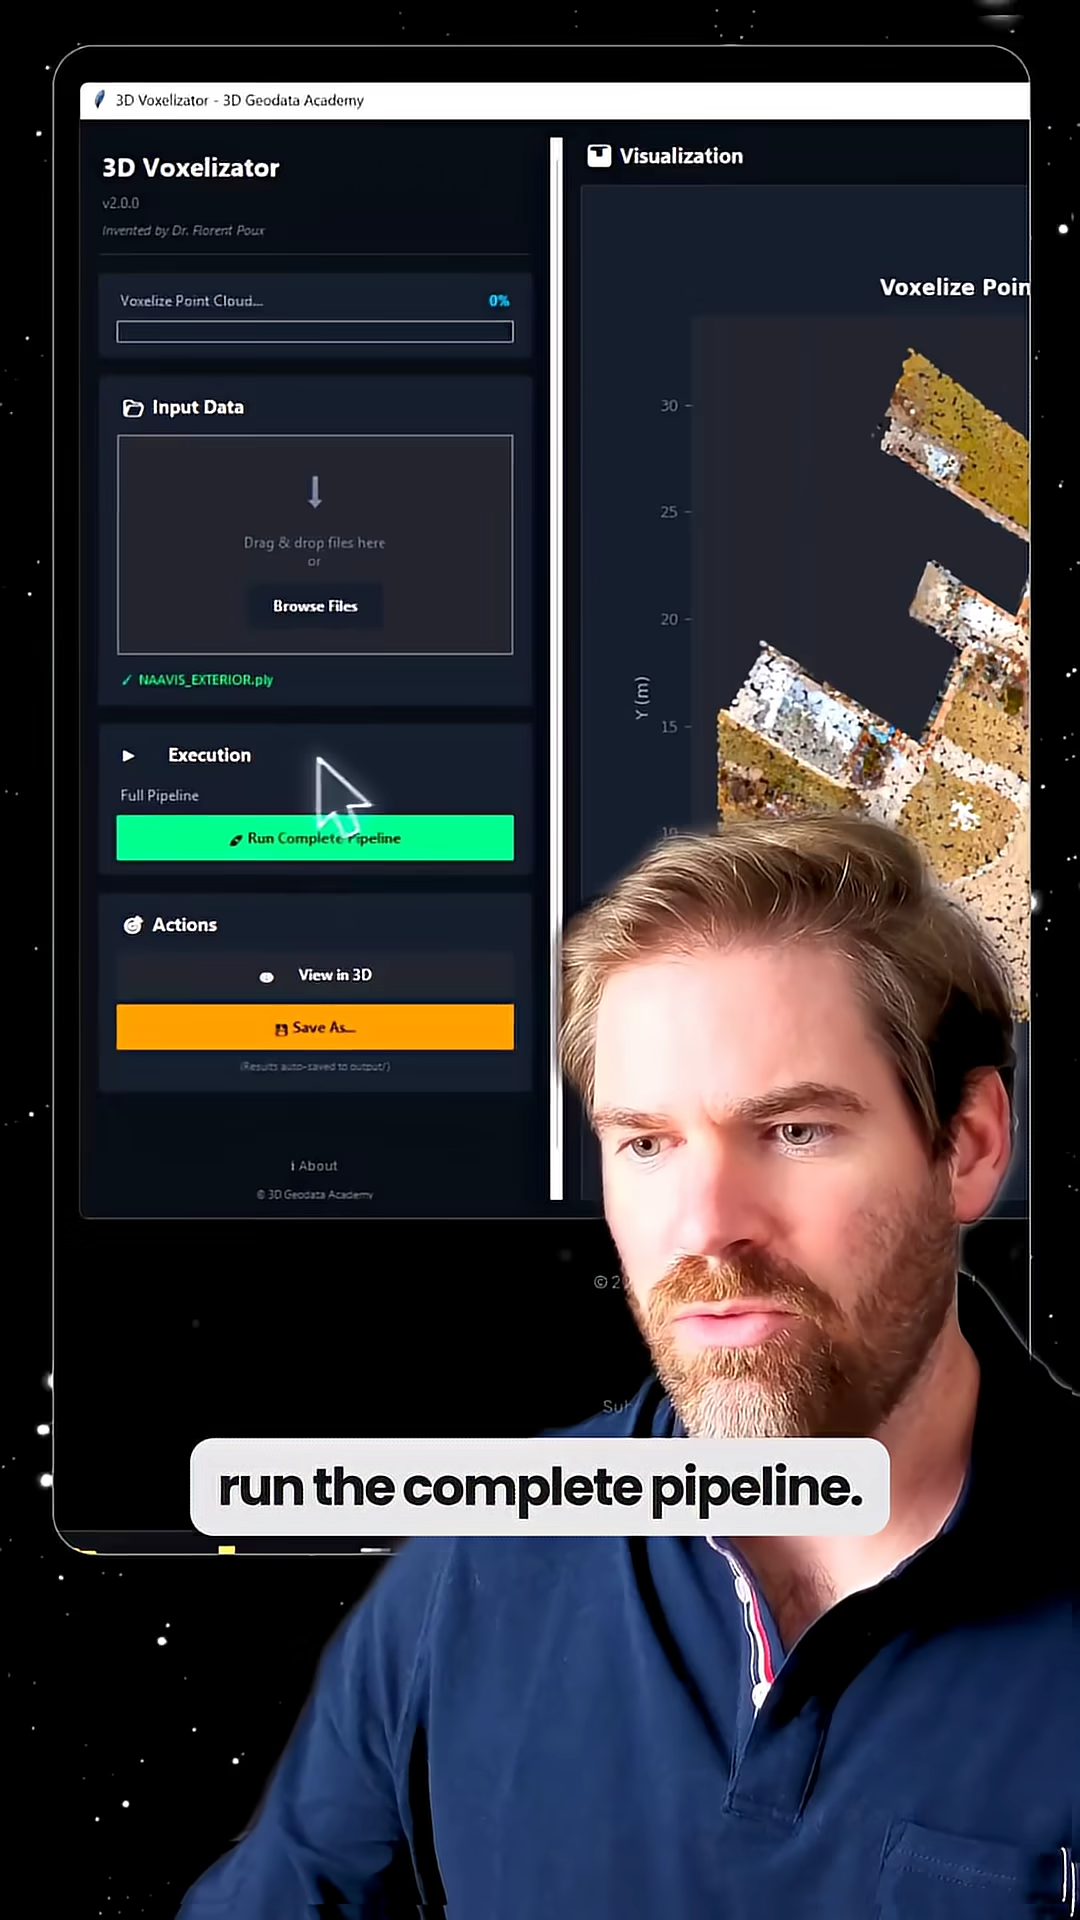 3D Voxelizator - 3D Geodata Academy
3D Voxelizator
v2.0.0
Invented by Dr. Florent Poux
Voxelize Point Cloud... 0%
Input Data
Drag & drop files here
or
Browse Files
✓ NAAVIS_EXTERIOR.ply
Execution
Full Pipeline
Run Complete Pipeline
Actions
View in 3D
Save As...
(Results auto-saved to output/)
i About
© 3D Geodata Academy
Visualization
Voxelize Poin
30
25
20
15
10
Y (m)
© 2
Sub
run the complete pipeline.